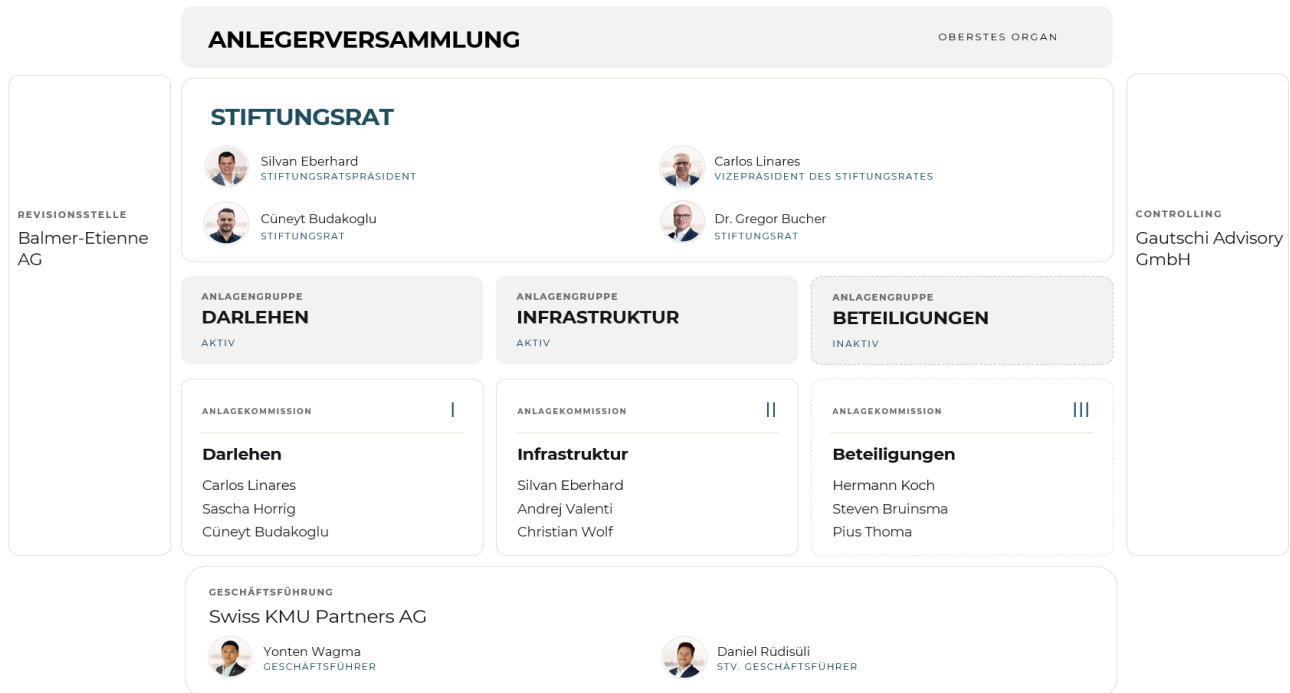 ANLEGERVERSAMMLUNG
OBERSTES ORGAN
REVISIONSSTELLE
Balmer-Etienne
AG
STIFTUNGSRAT
Silvan Eberhard
STIFTUNGSRATSPRÄSIDENT
Carlos Linares
VIZEPRÄSIDENT DES STIFTUNGSRATES
Cüneyt Budakoglu
STIFTUNGSRAT
Dr. Gregor Bucher
STIFTUNGSRAT
CONTROLLING
Gautschi Advisory
GmbH
ANLAGENGRUPPE
DARLEHEN
AKTIV
ANLAGENGRUPPE
INFRASTRUKTUR
AKTIV
ANLAGENGRUPPE
BETEILIGUNGEN
INAKTIV
ANLAGEKOMMISSION
I
Darlehen
Carlos Linares
Sascha Horrig
Cüneyt Budakoglu
ANLAGEKOMMISSION
II
Infrastruktur
Silvan Eberhard
Andrej Valenti
Christian Wolf
ANLAGEKOMMISSION
III
Beteiligungen
Hermann Koch
Steven Bruinsma
Pius Thoma
GESCHÄFTSFÜHRUNG
Swiss KMU Partners AG
Yonten Wagma
GESCHÄFTSFÜHRER
Daniel Rüdisüli
STV. GESCHÄFTSFÜHRER